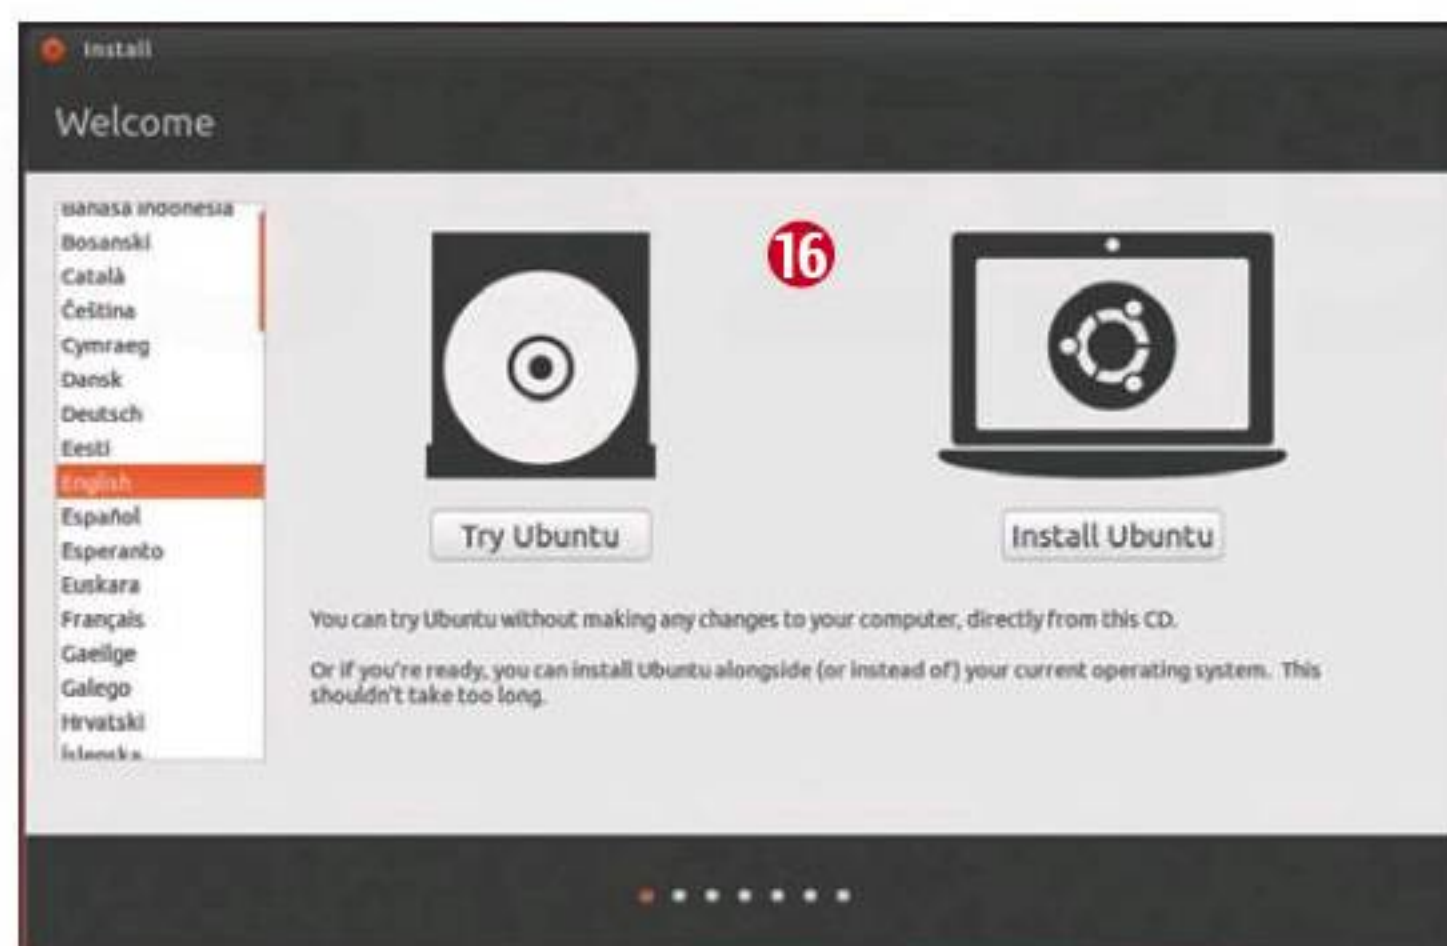 Install
Welcome
Bahasa Indonesia
Bosanski
Català
Čeština
Cymraeg
Dansk
Deutsch
Eesti
English
Español
Esperanto
Euskara
Français
Gaeilge
Galego
Hrvatski
Íslenska
16
Try Ubuntu
Install Ubuntu
You can try Ubuntu without making any changes to your computer, directly from this CD.
Or if you're ready, you can install Ubuntu alongside (or instead of) your current operating system. This
shouldn't take too long.